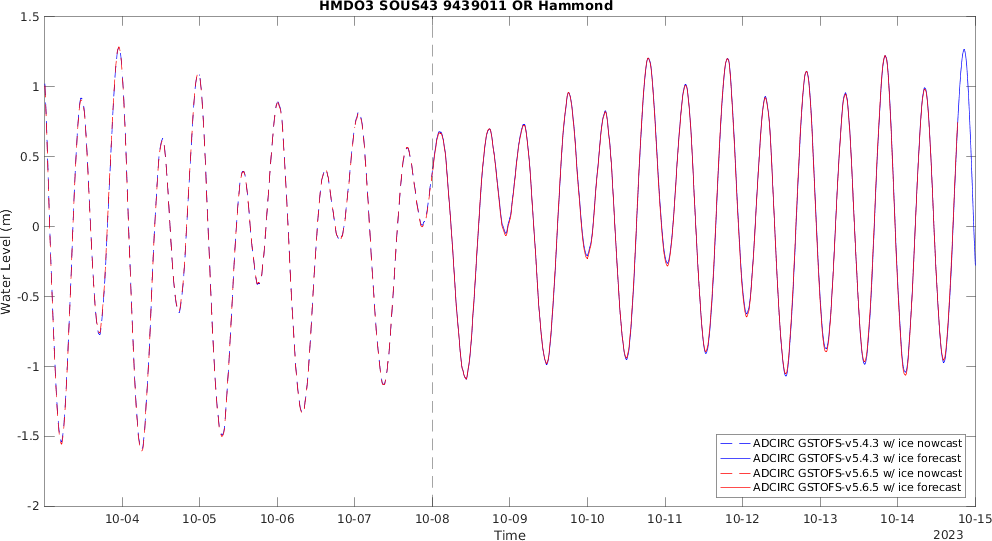 HMDO3 SOUS43 9439011 OR Hammond
Water Level (m)
1.5
1
0.5
0
-0.5
-1
-1.5
-2
ADCIRC GSTOFS-v5.4.3 w/ ice nowcast
ADCIRC GSTOFS-v5.4.3 w/ ice forecast
ADCIRC GSTOFS-v5.6.5 w/ ice nowcast
ADCIRC GSTOFS-v5.6.5 w/ ice forecast
10-04 10-05 10-06 10-07 10-08 10-09 10-10 10-11 10-12 10-13 10-14 10-15
Time
2023